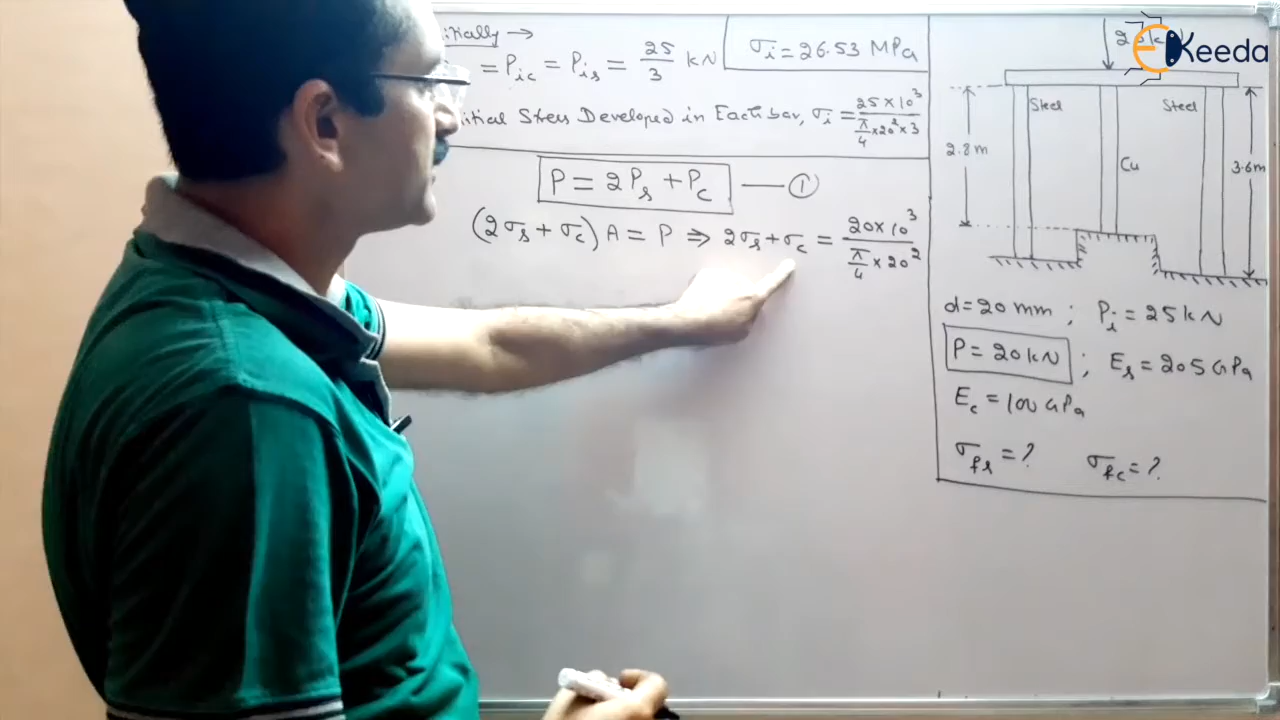 itially →
= P_ic = P_is = 25/3 kN
σ_i = 26.53 MPa
itial Stress Developed in Each bar, σ_i = 25×10³ / (π/4 × 20² × 3)
P = 2P_s + P_c — ①
(2σ_s + σ_c) A = P ⇒ 2σ_s + σ_c = 20×10³ / (π/4 × 20²)
Keeda
Steel Steel
2.8 m
Cu
3.6 m
d = 20 mm ; P_i = 25 kN
P = 20 kN ; E_s = 205 GPa
E_c = 100 GPa
σ_fs = ? σ_fc = ?